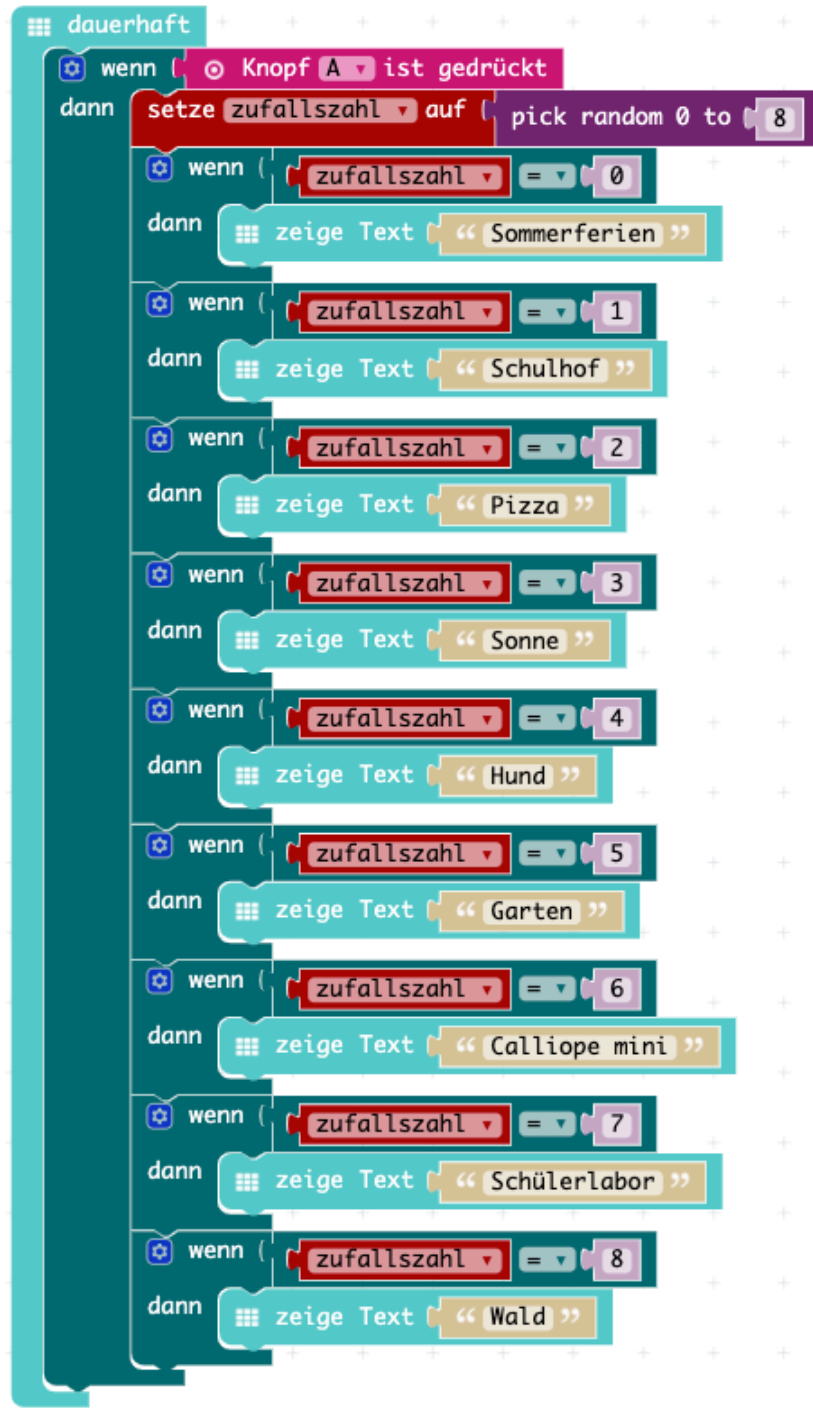 dauerhaft
wenn Knopf A ist gedrückt
dann setze zufallszahl auf pick random 0 to 8
wenn zufallszahl = 0
dann zeige Text “ Sommerferien ”
wenn zufallszahl = 1
dann zeige Text “ Schulhof ”
wenn zufallszahl = 2
dann zeige Text “ Pizza ”
wenn zufallszahl = 3
dann zeige Text “ Sonne ”
wenn zufallszahl = 4
dann zeige Text “ Hund ”
wenn zufallszahl = 5
dann zeige Text “ Garten ”
wenn zufallszahl = 6
dann zeige Text “ Calliope mini ”
wenn zufallszahl = 7
dann zeige Text “ Schülerlabor ”
wenn zufallszahl = 8
dann zeige Text “ Wald ”